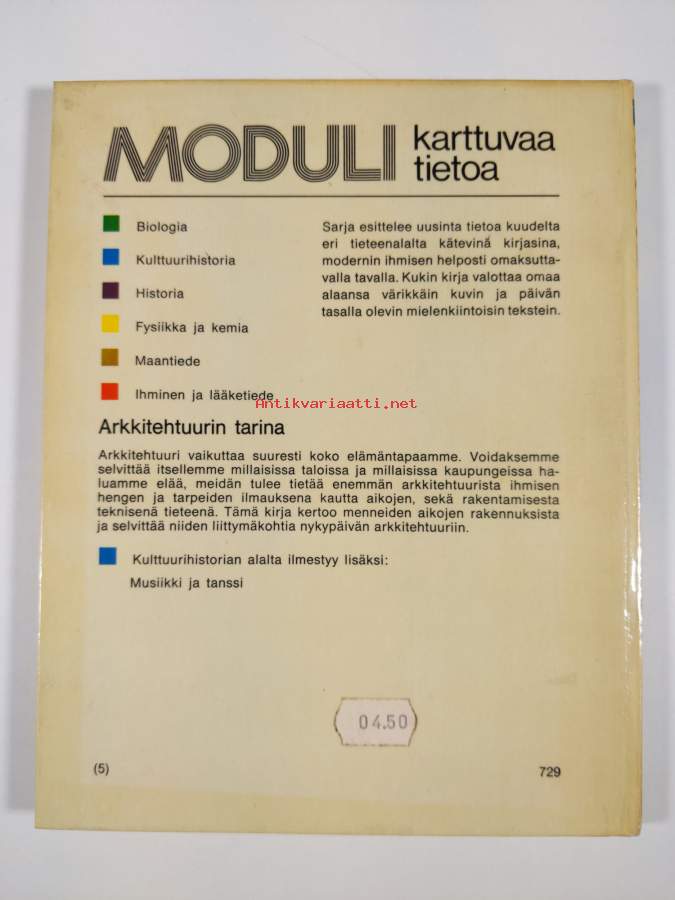 MODULI karttuvaa
tietoa
Biologia
Kulttuurihistoria
Historia
Fysiikka ja kemia
Maantiede
Ihminen ja lääketiede
Sarja esittelee uusinta tietoa kuudelta
eri tieteenalalta kätevinä kirjasina,
modernin ihmisen helposti omaksutta-
valla tavalla. Kukin kirja valottaa omaa
alaansa värikkäin kuvin ja päivän
tasalla olevin mielenkiintoisin tekstein.
Antikvariaatti.net
Arkkitehtuurin tarina
Arkkitehtuuri vaikuttaa suuresti koko elämäntapaamme. Voidaksemme
selvittää itsellemme millaisissa taloissa ja millaisissa kaupungeissa ha-
luamme elää, meidän tulee tietää enemmän arkkitehtuurista ihmisen
hengen ja tarpeiden ilmauksena kautta aikojen, sekä rakentamisesta
teknisenä tieteenä. Tämä kirja kertoo menneiden aikojen rakennuksista
ja selvittää niiden liittymäkohtia nykypäivän arkkitehtuuriin.
Kulttuurihistorian alalta ilmestyy lisäksi:
Musiikki ja tanssi
04.50
(5)
729